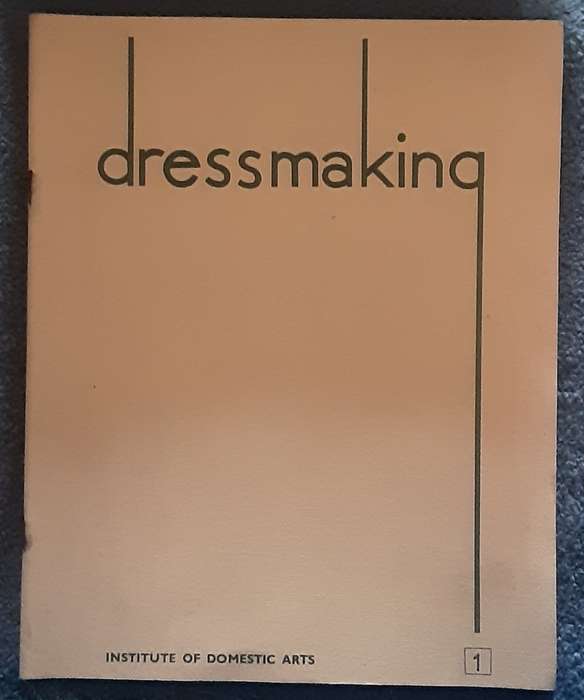 dressmaking
INSTITUTE OF DOMESTIC ARTS
1